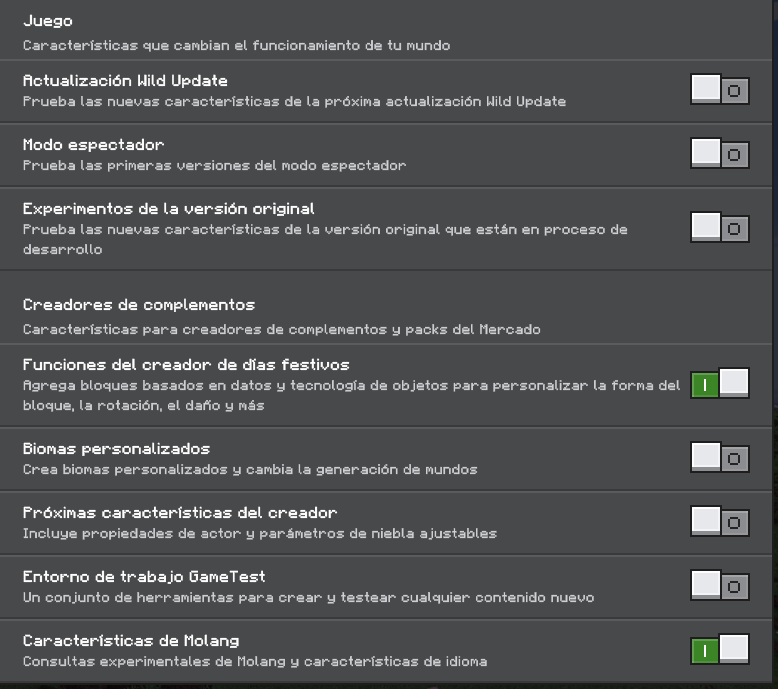 Juego
Características que cambian el funcionamiento de tu mundo
Actualización Wild Update
Prueba las nuevas características de la próxima actualización Wild Update
Modo espectador
Prueba las primeras versiones del modo espectador
Experimentos de la versión original
Prueba las nuevas características de la versión original que están en proceso de
desarrollo
Creadores de complementos
Características para creadores de complementos y packs del Mercado
Funciones del creador de días festivos
Agrega bloques basados en datos y tecnología de objetos para personalizar la forma del
bloque, la rotación, el daño y más
Biomas personalizados
Crea biomas personalizados y cambia la generación de mundos
Próximas características del creador
Incluye propiedades de actor y parámetros de niebla ajustables
Entorno de trabajo GameTest
Un conjunto de herramientas para crear y testear cualquier contenido nuevo
Características de Molang
Consultas experimentales de Molang y características de idioma